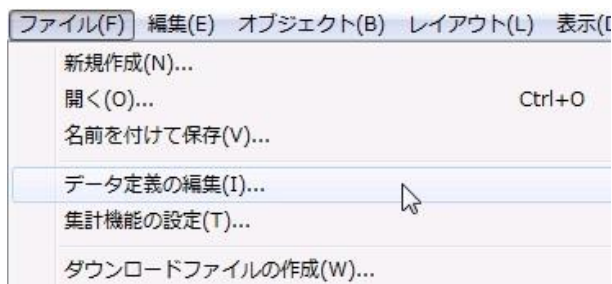 ファイル(F) 編集(E) オブジェクト(B) レイアウト(L) 表示(D
新規作成(N)...
開く(O)... Ctrl+O
名前を付けて保存(V)...
データ定義の編集(I)...
集計機能の設定(T)...
ダウンロードファイルの作成(W)...